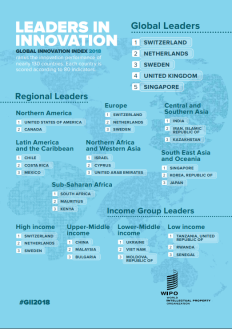 LEADERS IN
INNOVATION
GLOBAL INNOVATION INDEX 2018
Global Leaders
1 SWITZERLAND
2 NETHERLANDS
3 SWEDEN
4 UNITED KINGDOM
5 SINGAPORE
Regional Leaders
Northern America
1 UNITED STATES OF AMERICA
2 CANADA
Europe
1 SWITZERLAND
2 NETHERLANDS
3 SWEDEN
Central and
Southern Asia
1 INDIA
2 IRAN, ISLAMIC
REPUBLIC OF
3 KAZAKHSTAN
Latin America
and the Caribbean
1 CHILE
2 COSTA RICA
3 MEXICO
Northern Africa
and Western Asia
1 ISRAEL
2 CYPRUS
3 UNITED ARAB EMIRATES
South East Asia
and Oceania
1 SINGAPORE
2 KOREA, REPUBLIC OF
3 JAPAN
Sub-Saharan Africa
1 SOUTH AFRICA
2 MAURITIUS
3 KENYA
Income Group Leaders
High income
1 SWITZERLAND
2 NETHERLANDS
3 SWEDEN
Upper-Middle
income
1 CHINA
2 MALAYSIA
3 BULGARIA
Lower-Middle
income
1 UKRAINE
2 VIET NAM
3 MOLDOVA,
REPUBLIC OF
Low income
1 TANZANIA, UNITED
REPUBLIC OF
2 RWANDA
3 SENEGAL
#GII2018
WIPO
WORLD
INTELLECTUAL PROPERTY
ORGANIZATION